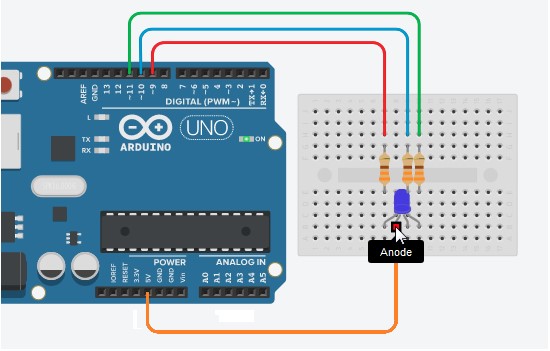 AREF
GND
13
12
~11
~10
~9
8
7
~6
~5
4
~3
2
TX→1
RX←0
DIGITAL (PWM~)
L
TX
RX
UNO
ON
ARDUINO
Anode
POWER
ANALOG IN
IOREF
RESET
3.3V
5V
GND
GND
Vin
A0
A1
A2
A3
A4
A5